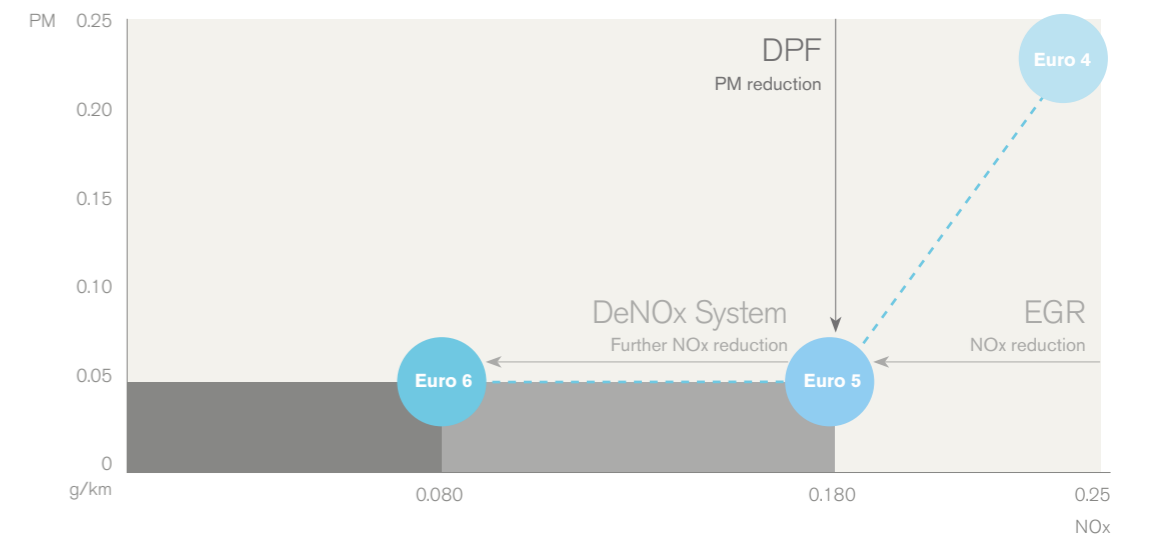 PM 0.25
DPF
Euro 4
PM reduction
0.20
0.15
0.10
DeNOx System
EGR
Further NOx reduction
NOx reduction
0.05
Euro 6
Euro 5
0
g/km
0.080
0.180
0.25
NOx